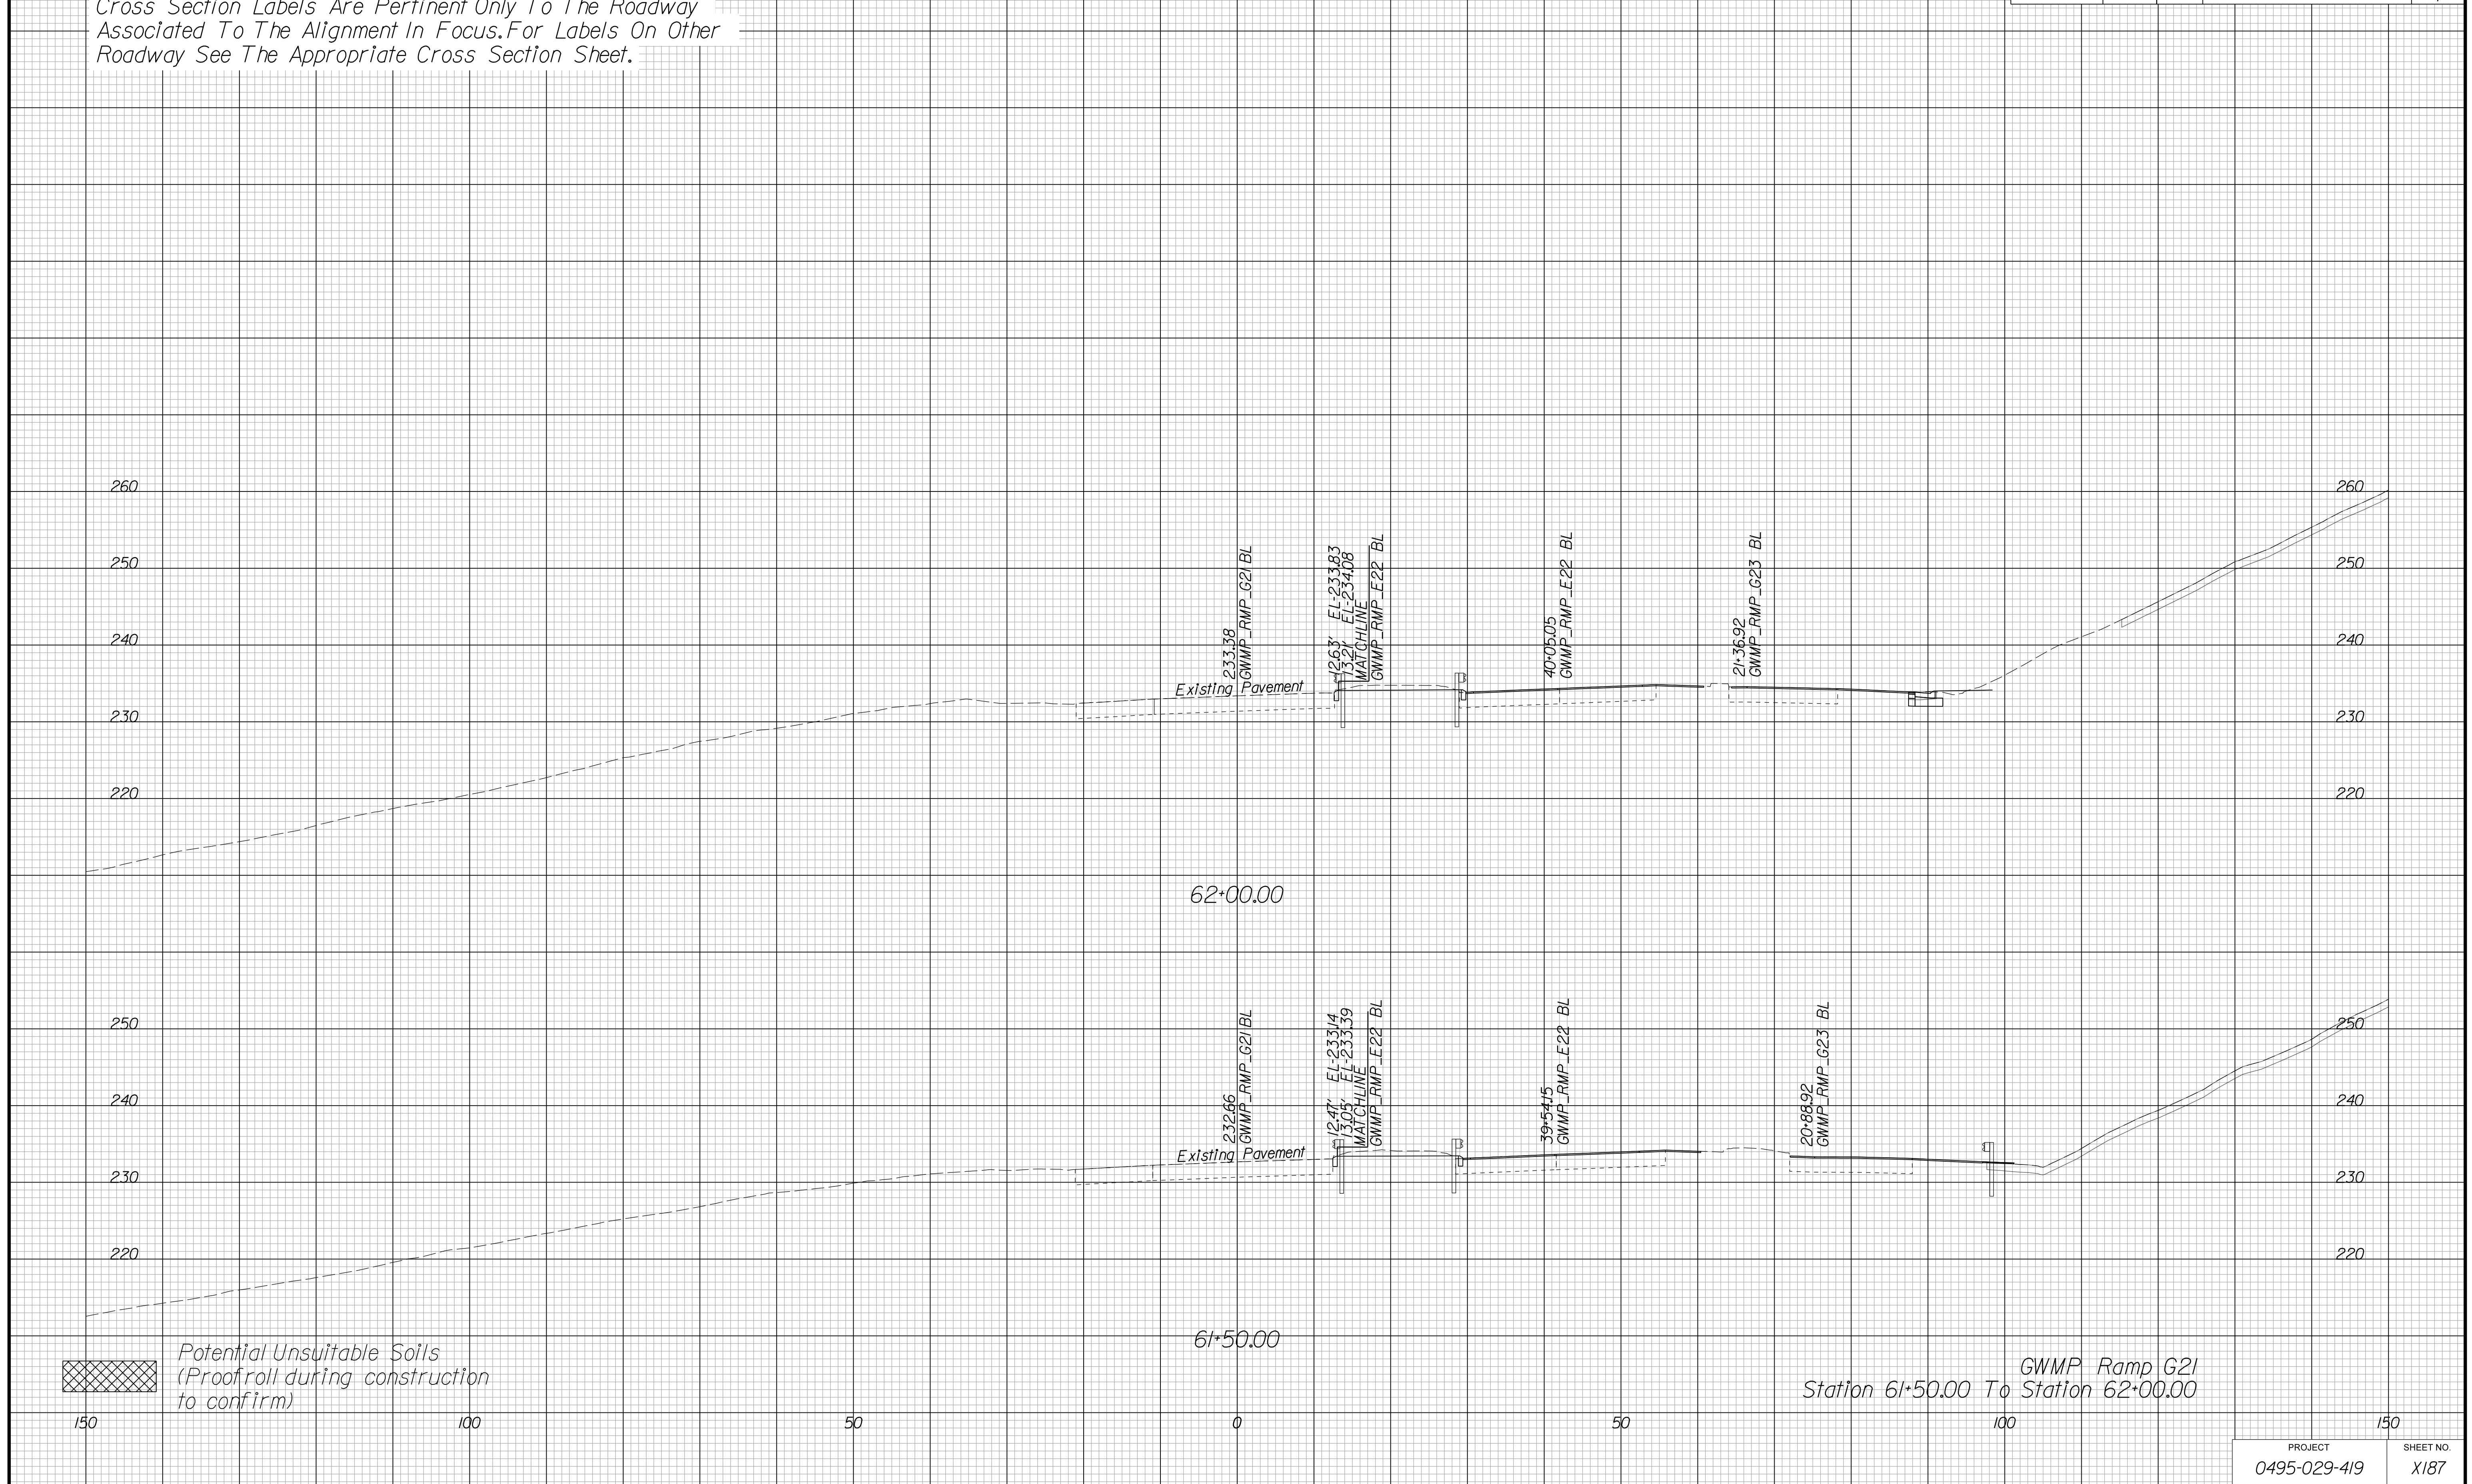 Cross Section Labels Are Pertinent Only To The Roadway
Associated To The Alignment In Focus. For Labels On Other
Roadway See The Appropriate Cross Section Sheet.
260
260
250
250
240
240
230
230
220
220
233.38
GWMP_RMP_G21 BL
12.63' EL-233.83
13.21' EL-234.08
MATCHLINE
GWMP_RMP_E22 BL
40+05.05
GWMP_RMP_E22 BL
21+36.92
GWMP_RMP_G23 BL
Existing Pavement
62+00.00
250
250
240
240
230
230
220
220
232.66
GWMP_RMP_G21 BL
12.47' EL-233.14
13.05' EL-233.39
MATCHLINE
GWMP_RMP_E22 BL
39+54.15
GWMP_RMP_E22 BL
20+88.92
GWMP_RMP_G23 BL
Existing Pavement
61+50.00
Potential Unsuitable Soils
(Proofroll during construction
to confirm)
GWMP Ramp G21
Station 61+50.00 To Station 62+00.00
150
100
50
0
50
100
150
PROJECT
SHEET NO.
0495-029-419
X187